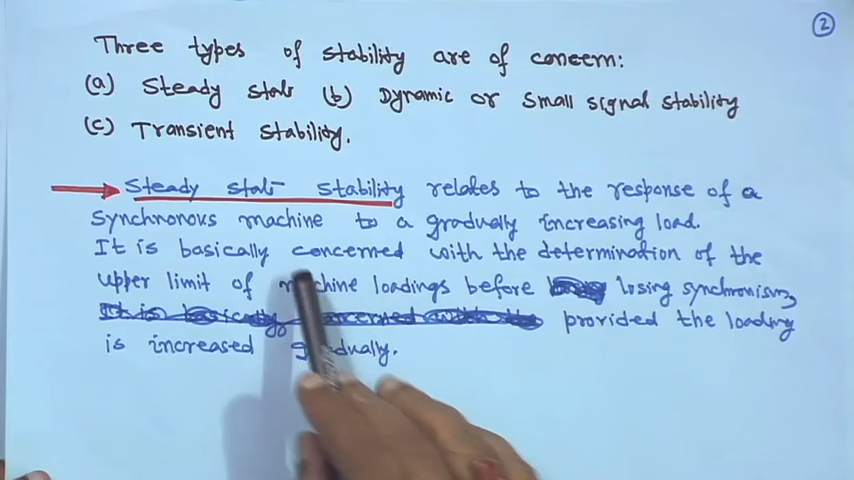 2
Three types of stability are of concern:
(a) Steady state (b) Dynamic or small signal stability
(c) Transient stability.
Steady state stability relates to the response of a
synchronous machine to a gradually increasing load.
It is basically concerned with the determination of the
upper limit of machine loadings before losing synchronism,
provided the loading
is increased gradually.